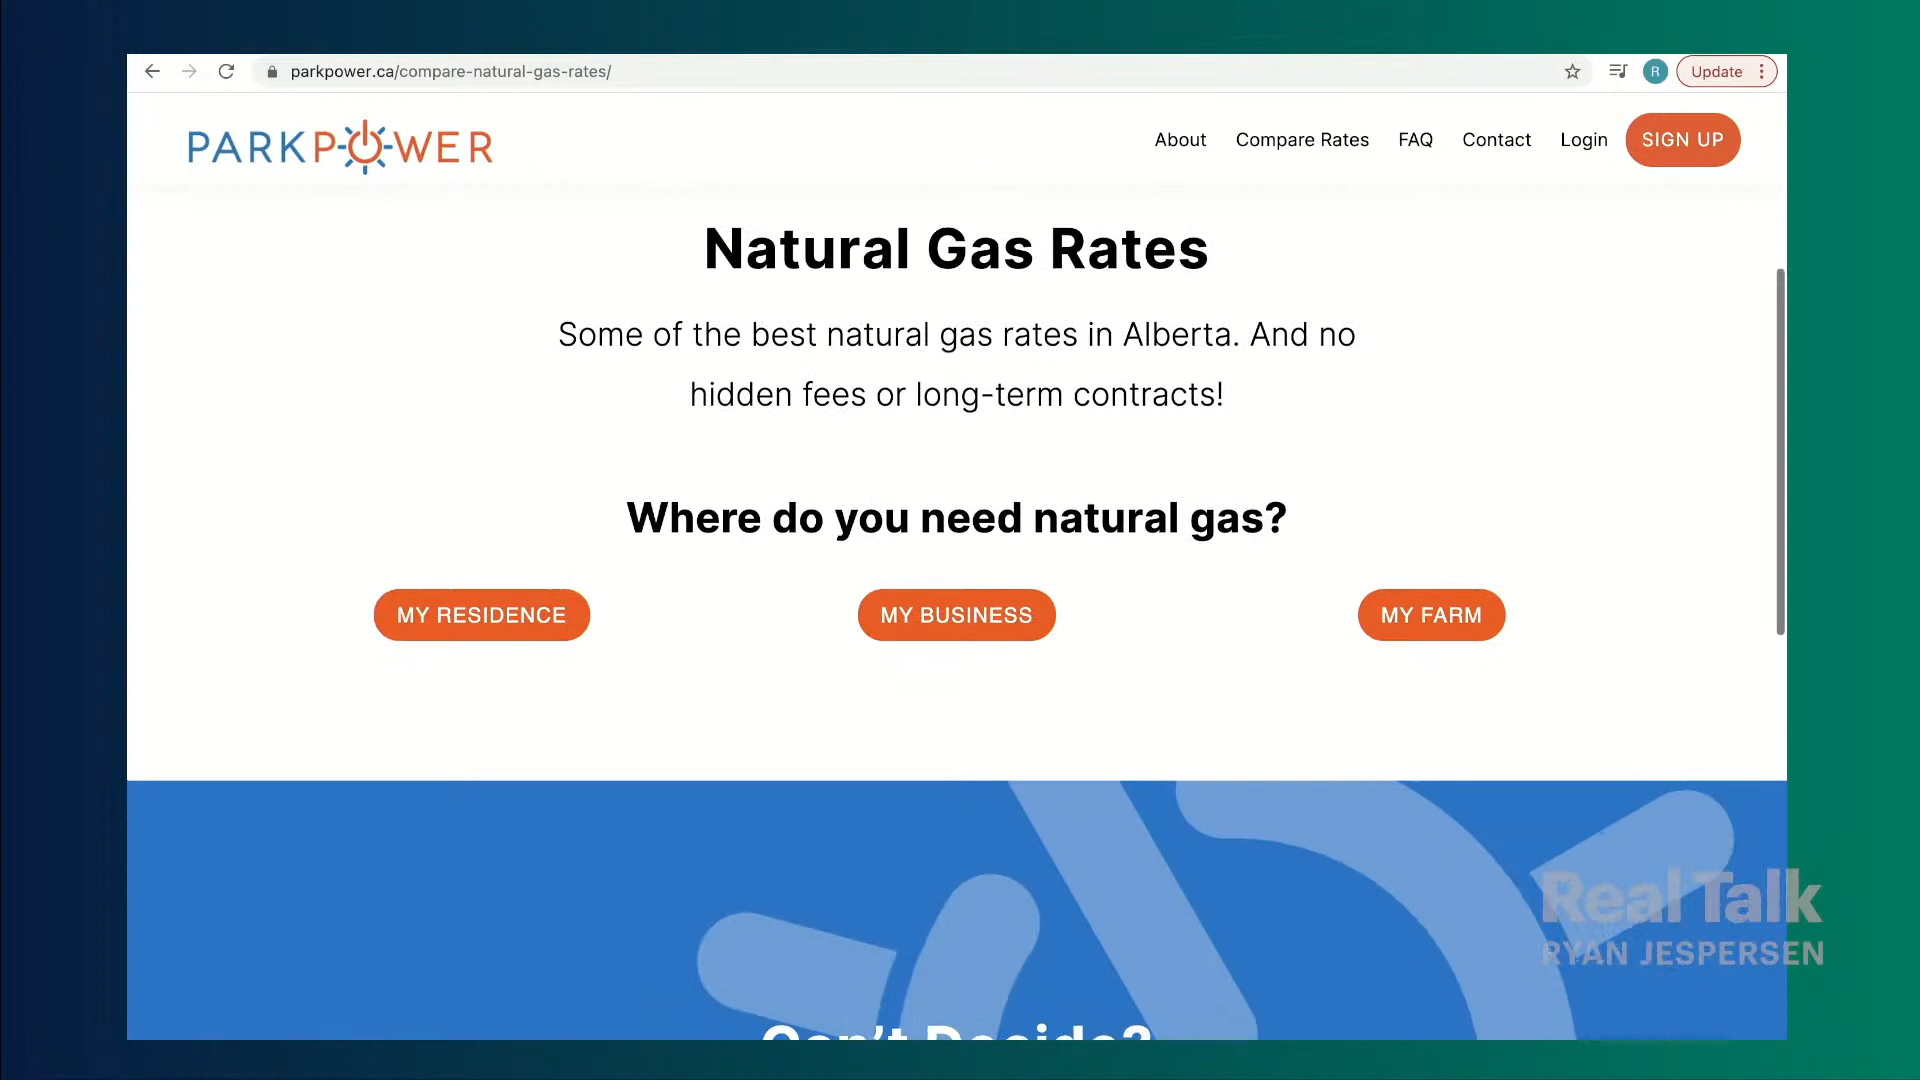 parkpower.ca/compare-natural-gas-rates/
R
Update
PARKPOWER
About
Compare Rates
FAQ
Contact
Login
SIGN UP
Natural Gas Rates
Some of the best natural gas rates in Alberta. And no
hidden fees or long-term contracts!
Where do you need natural gas?
MY RESIDENCE
MY BUSINESS
MY FARM
Real Talk
RYAN JESPERSEN
Can't Decide?